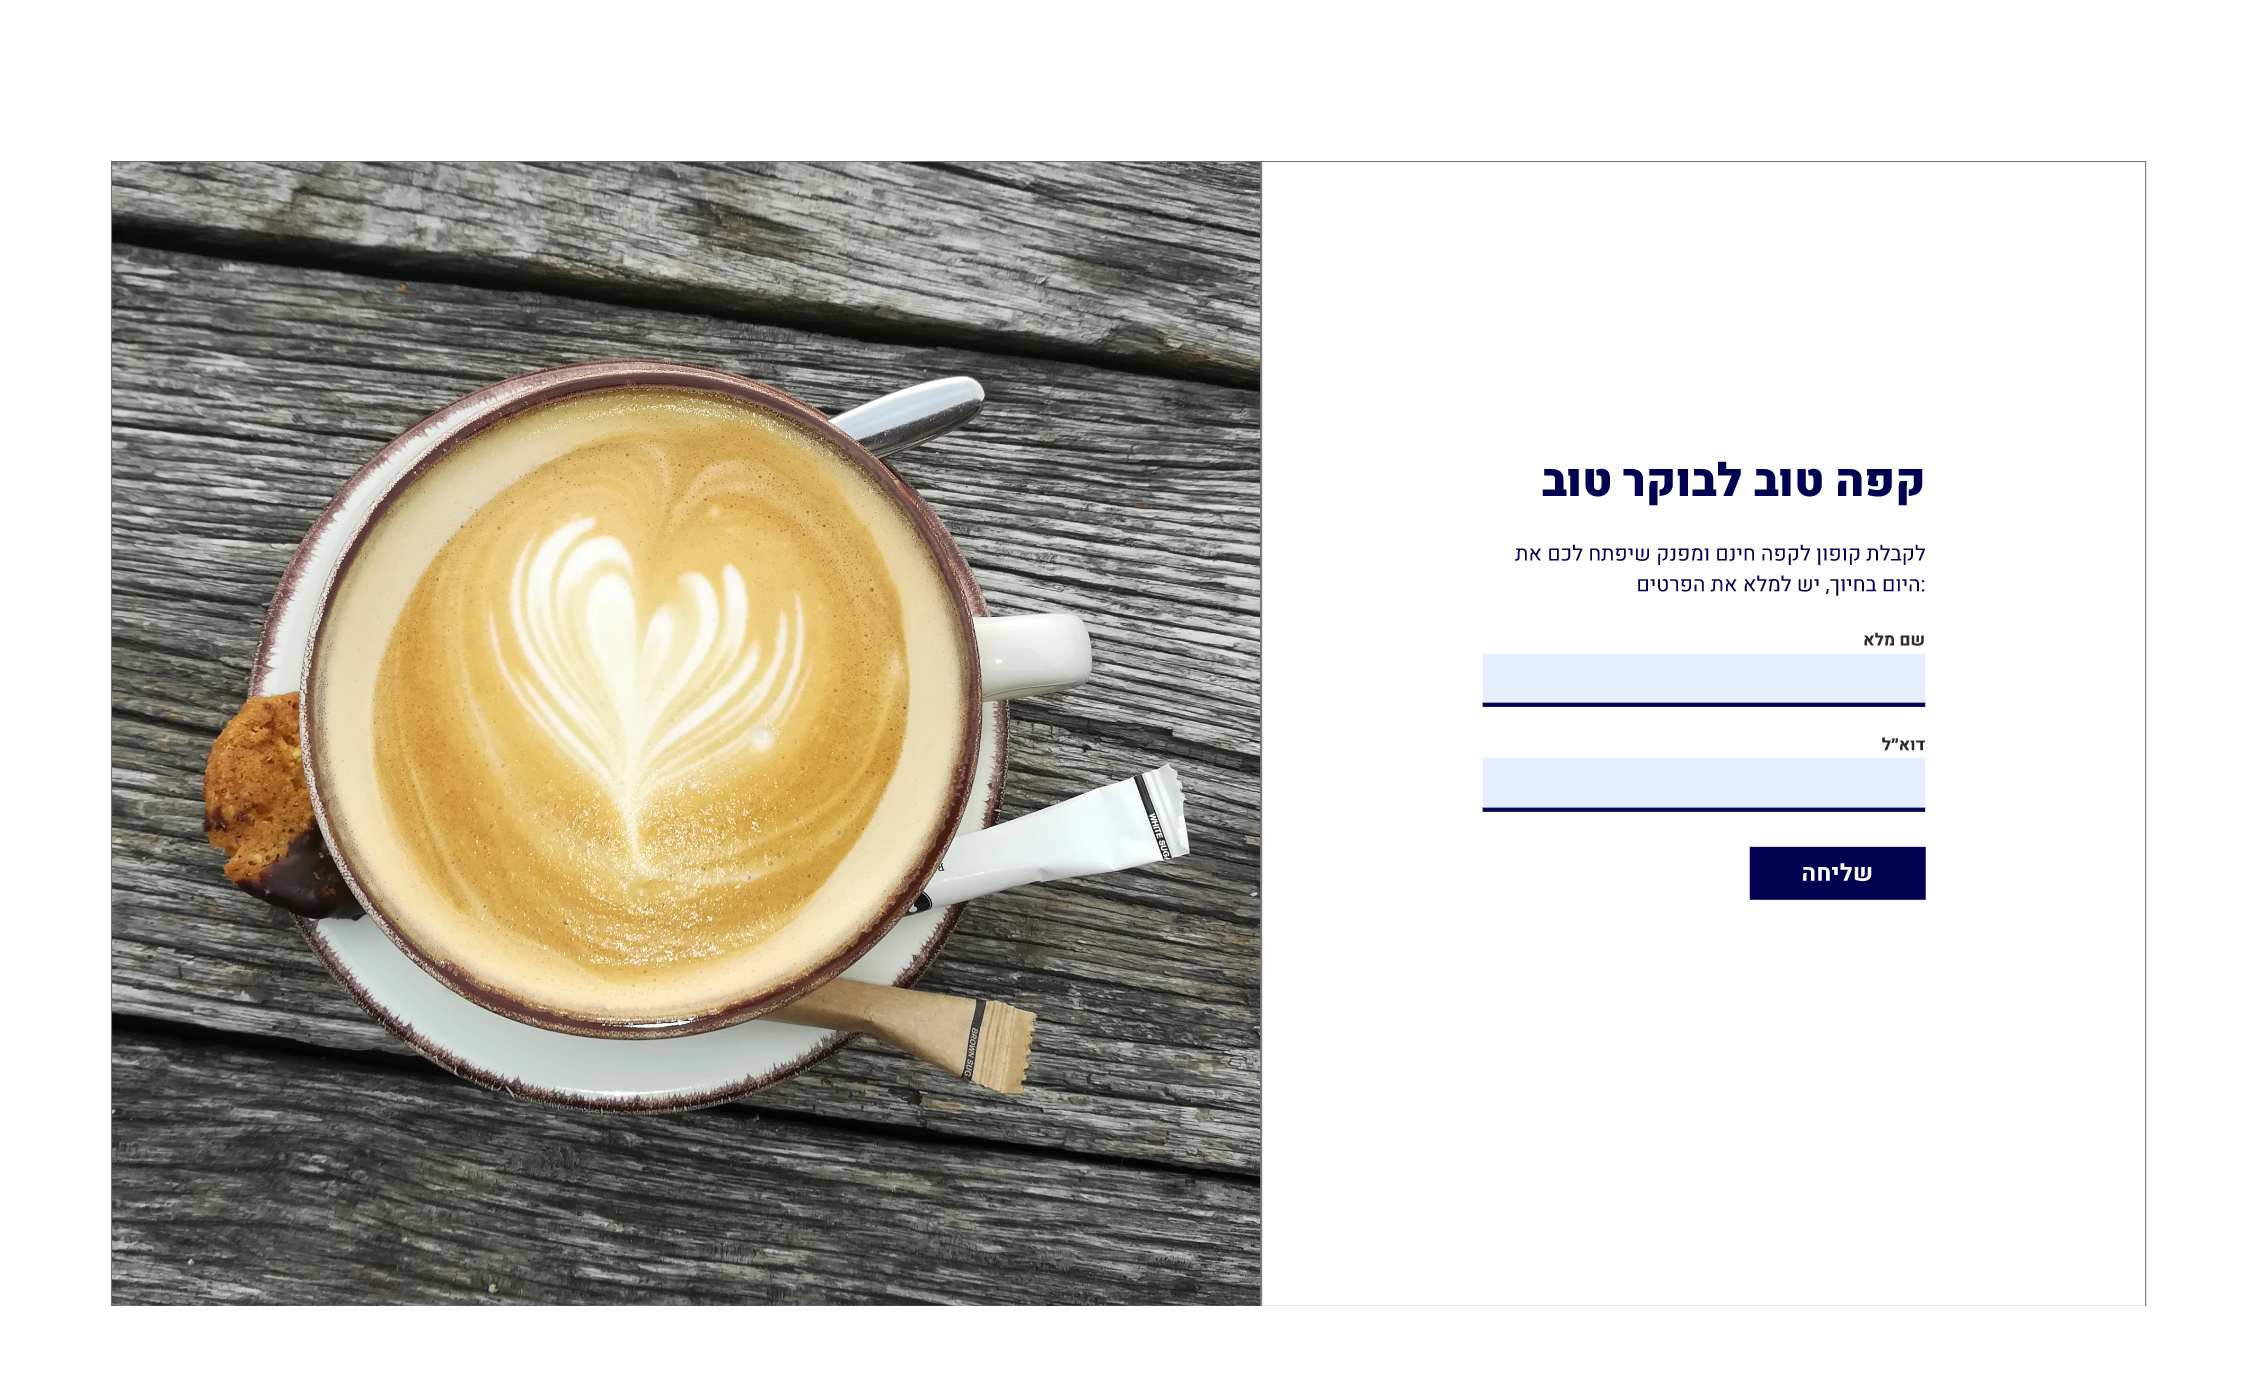 קפה טוב לבוקר טוב
לקבלת קופון לקפה חינם ומפנק שיפתח לכם את
היום בחיוך, יש למלא את הפרטים:
שם מלא
דוא״ל
שליחה
WHITE SUG
BROWN SUG